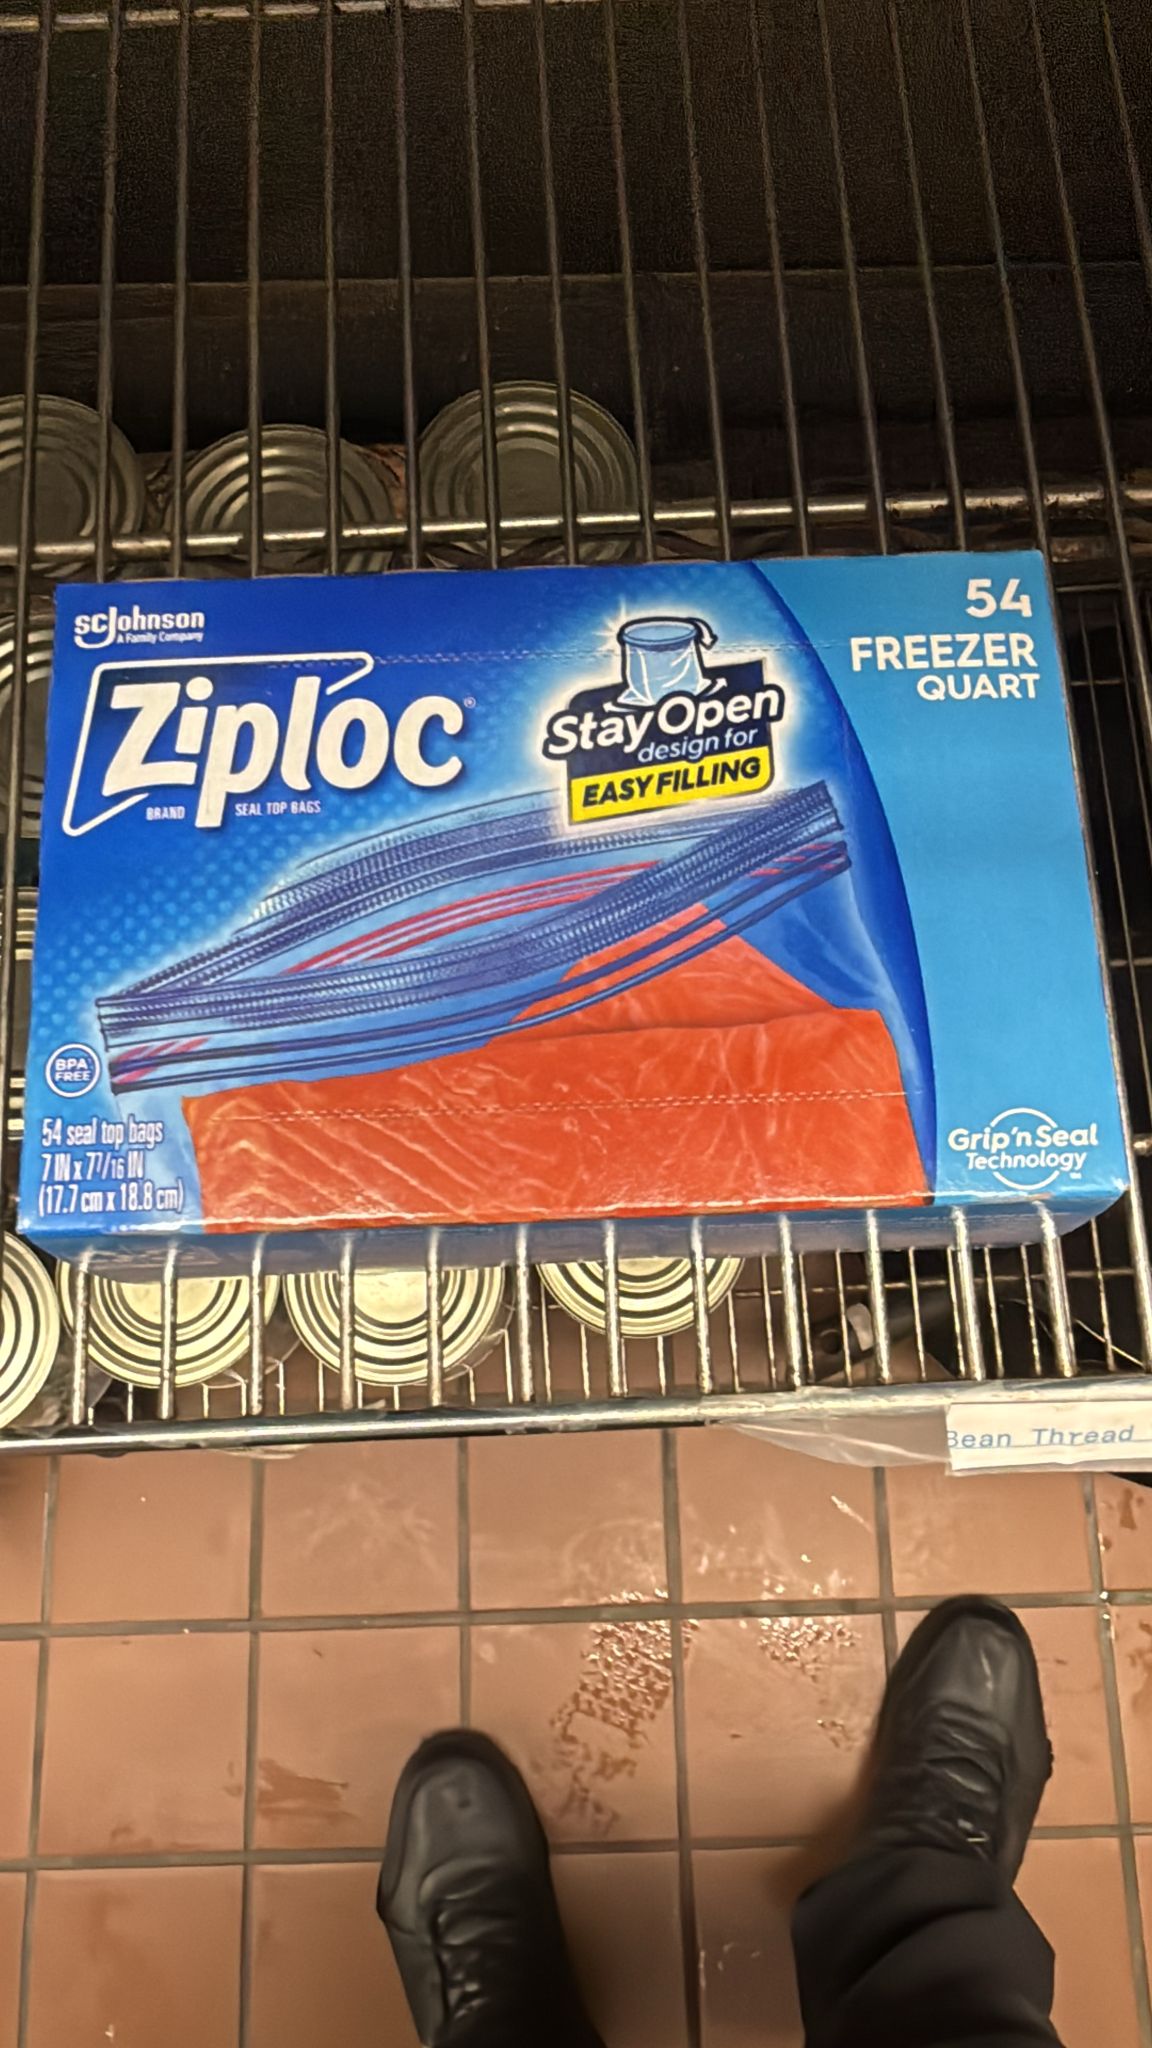 scJohnson
A Family Company
Ziploc®
BRAND SEAL TOP BAGS
Stay Open
design for
EASY FILLING
54
FREEZER
QUART
BPA
FREE
54 seal top bags
7 IN x 7 7/16 IN
(17.7 cm x 18.8 cm)
Grip'n Seal
Technology™
Bean Thread